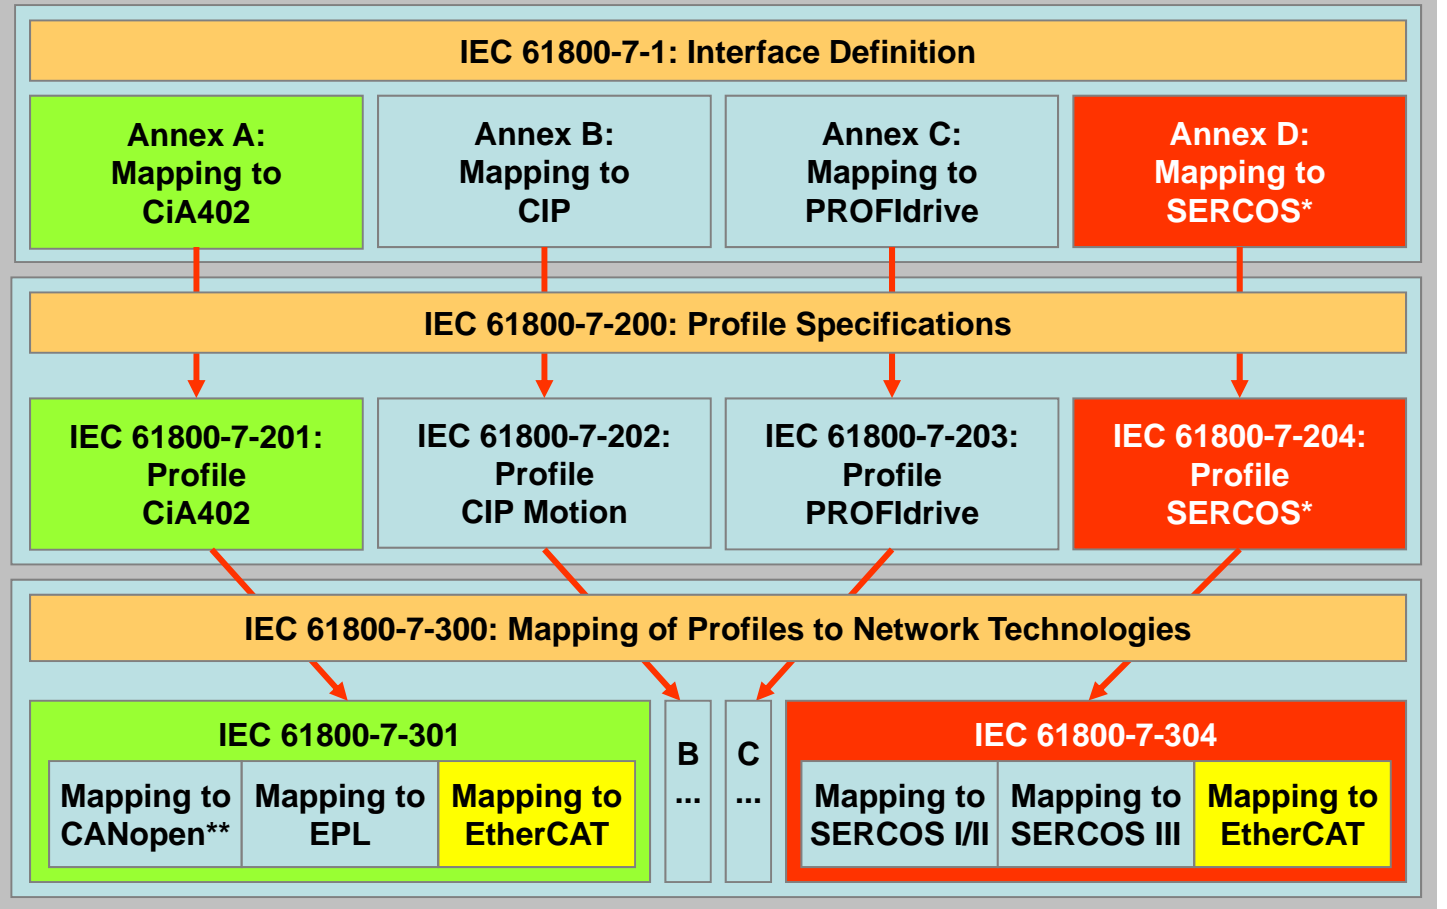 IEC 61800-7-1: Interface Definition
Annex A:
Mapping to
CiA402
Annex B:
Mapping to
CIP
Annex C:
Mapping to
PROFIdrive
Annex D:
Mapping to
SERCOS*
IEC 61800-7-200: Profile Specifications
IEC 61800-7-201:
Profile
CiA402
IEC 61800-7-202:
Profile
CIP Motion
IEC 61800-7-203:
Profile
PROFIdrive
IEC 61800-7-204:
Profile
SERCOS*
IEC 61800-7-300: Mapping of Profiles to Network Technologies
IEC 61800-7-301
Mapping to
CANopen**
Mapping to
EPL
Mapping to
EtherCAT
B
...
C
...
IEC 61800-7-304
Mapping to
SERCOS I/II
Mapping to
SERCOS III
Mapping to
EtherCAT